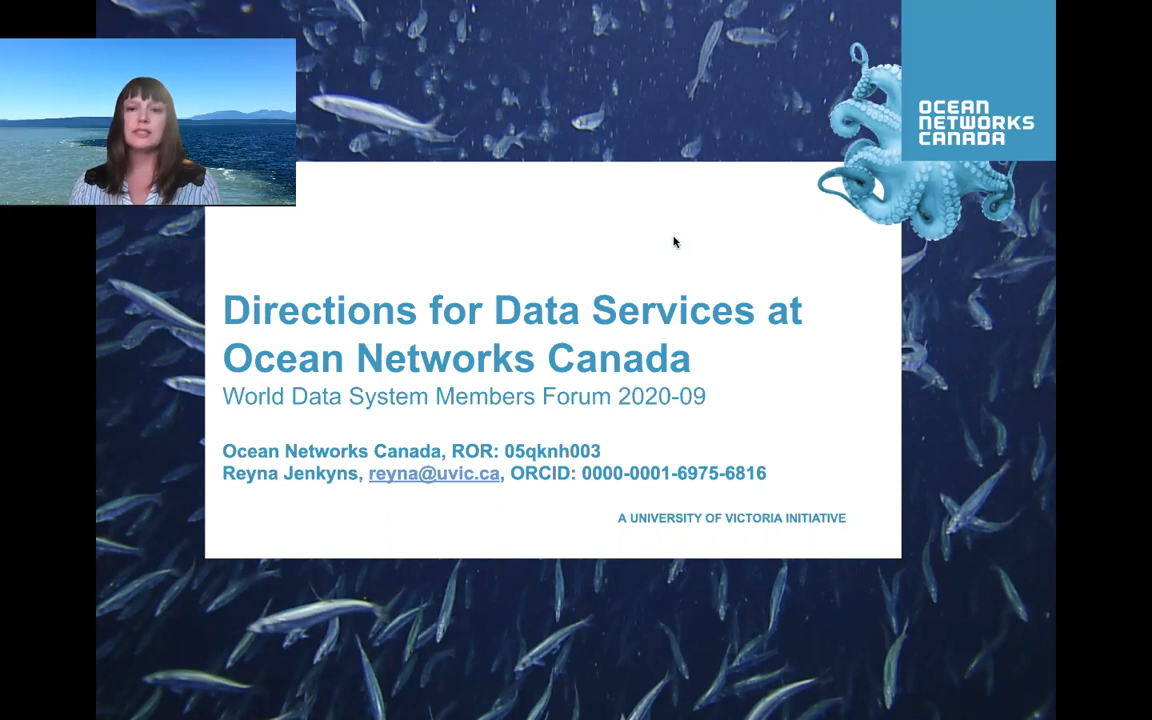 OCEAN
NETWORKS
CANADA
Directions for Data Services at
Ocean Networks Canada
World Data System Members Forum 2020-09
Ocean Networks Canada, ROR: 05qknh003
Reyna Jenkyns, reyna@uvic.ca, ORCID: 0000-0001-6975-6816
A UNIVERSITY OF VICTORIA INITIATIVE